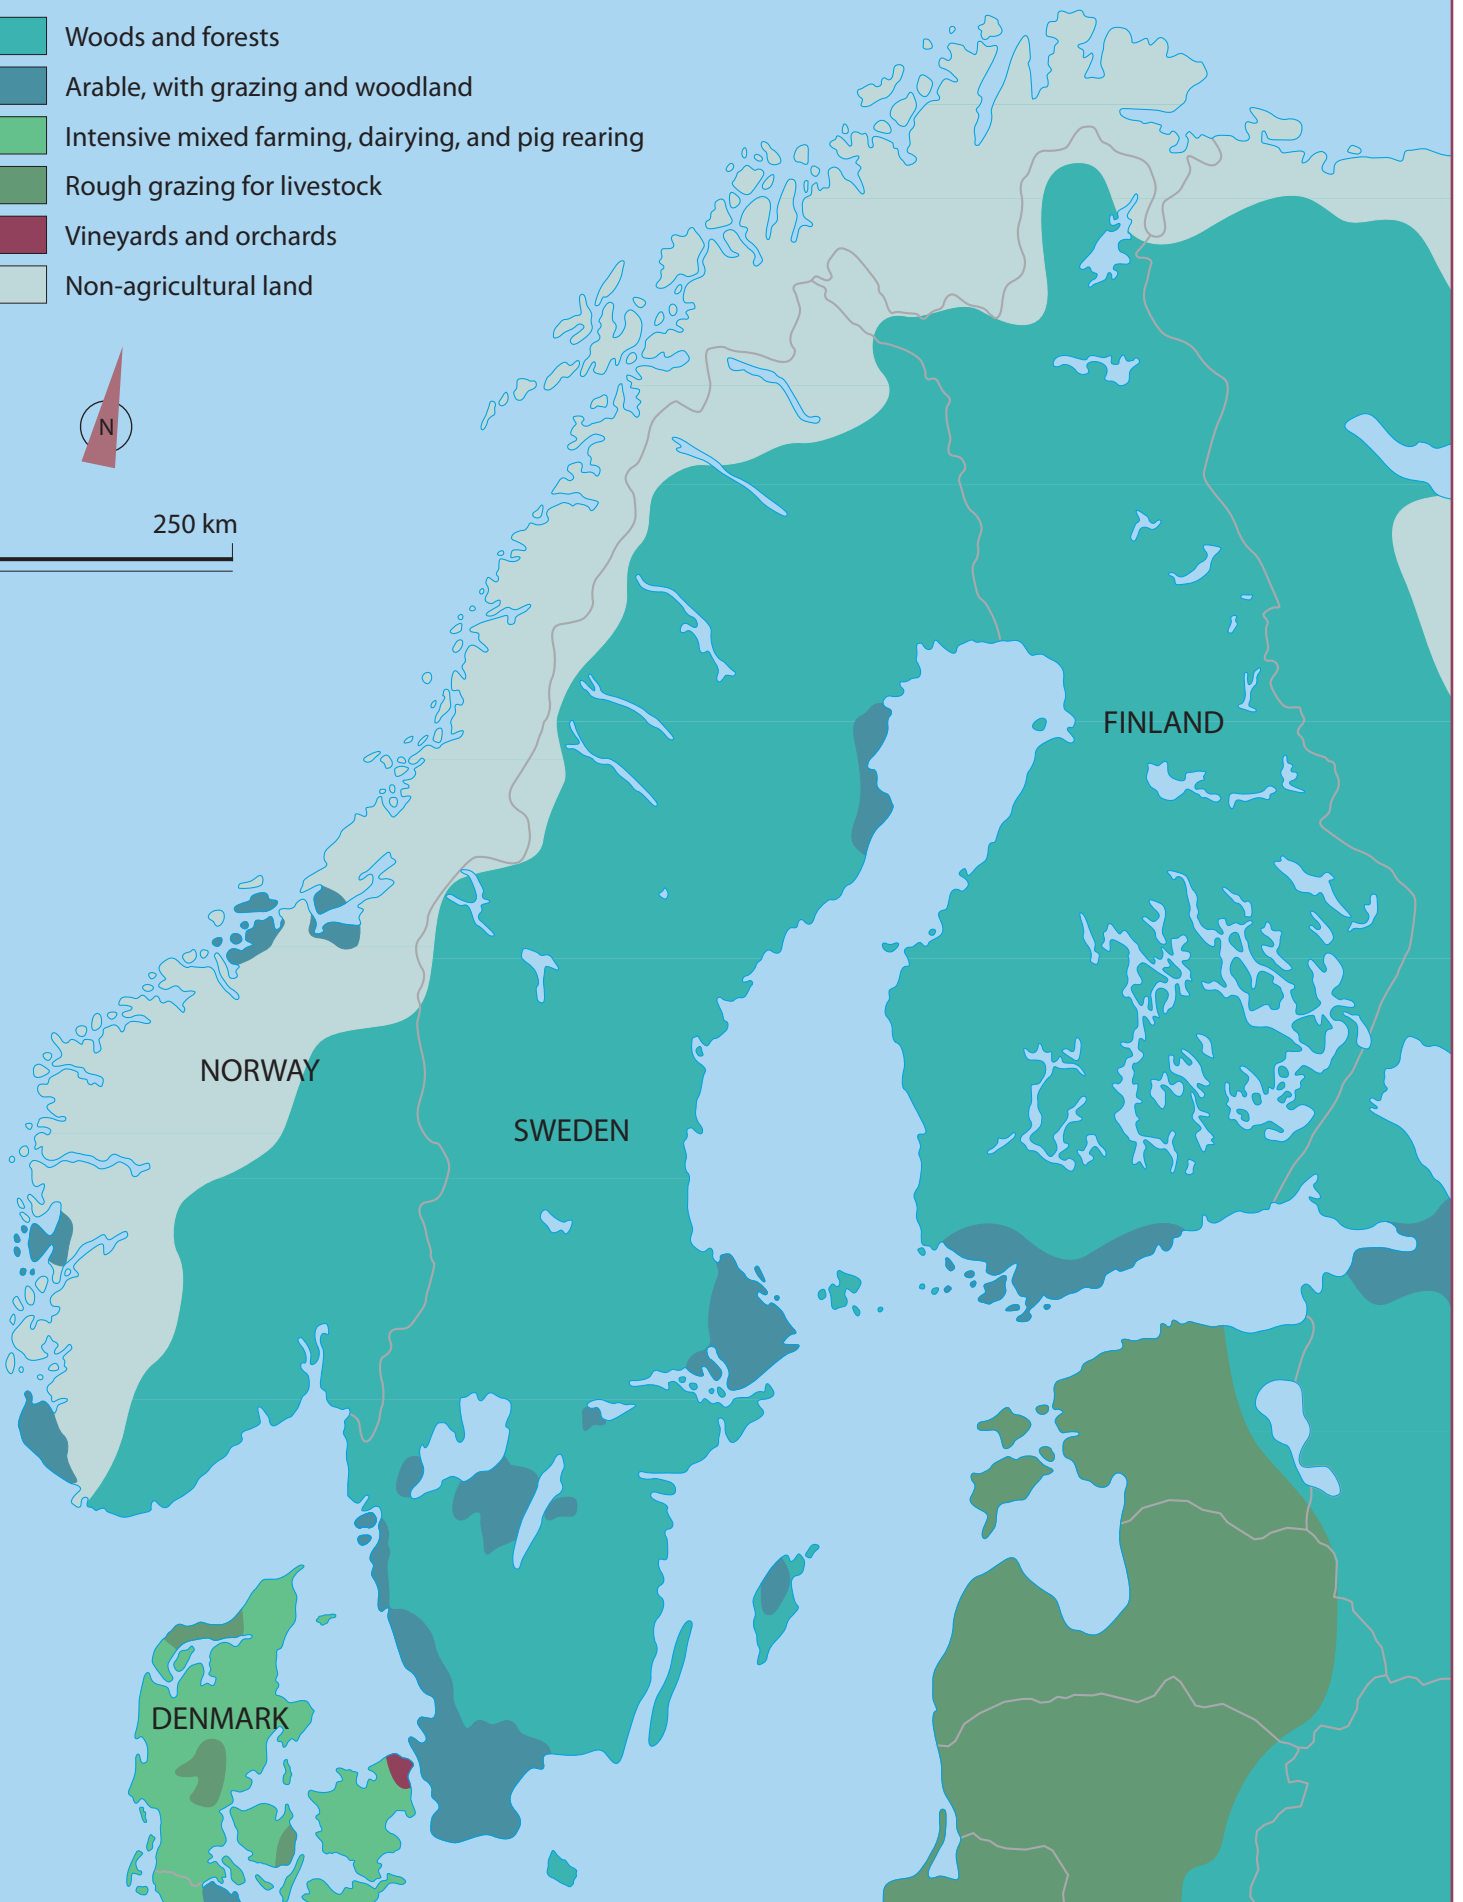 Woods and forests
Arable, with grazing and woodland
Intensive mixed farming, dairying, and pig rearing
Rough grazing for livestock
Vineyards and orchards
Non-agricultural land
N
250 km
FINLAND
NORWAY
SWEDEN
DENMARK